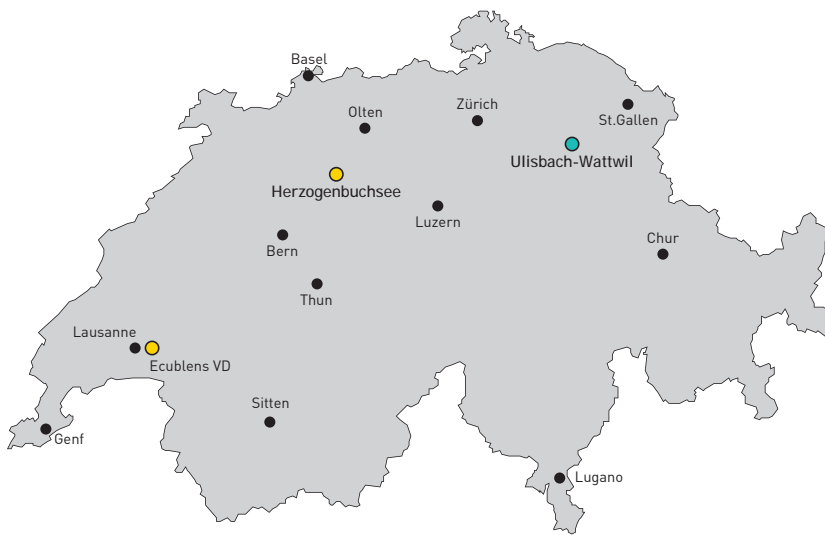 Basel
Olten
Zürich
St.Gallen
Ulisbach-Wattwil
Herzogenbuchsee
Luzern
Bern
Chur
Thun
Lausanne
Ecublens VD
Sitten
Genf
Lugano